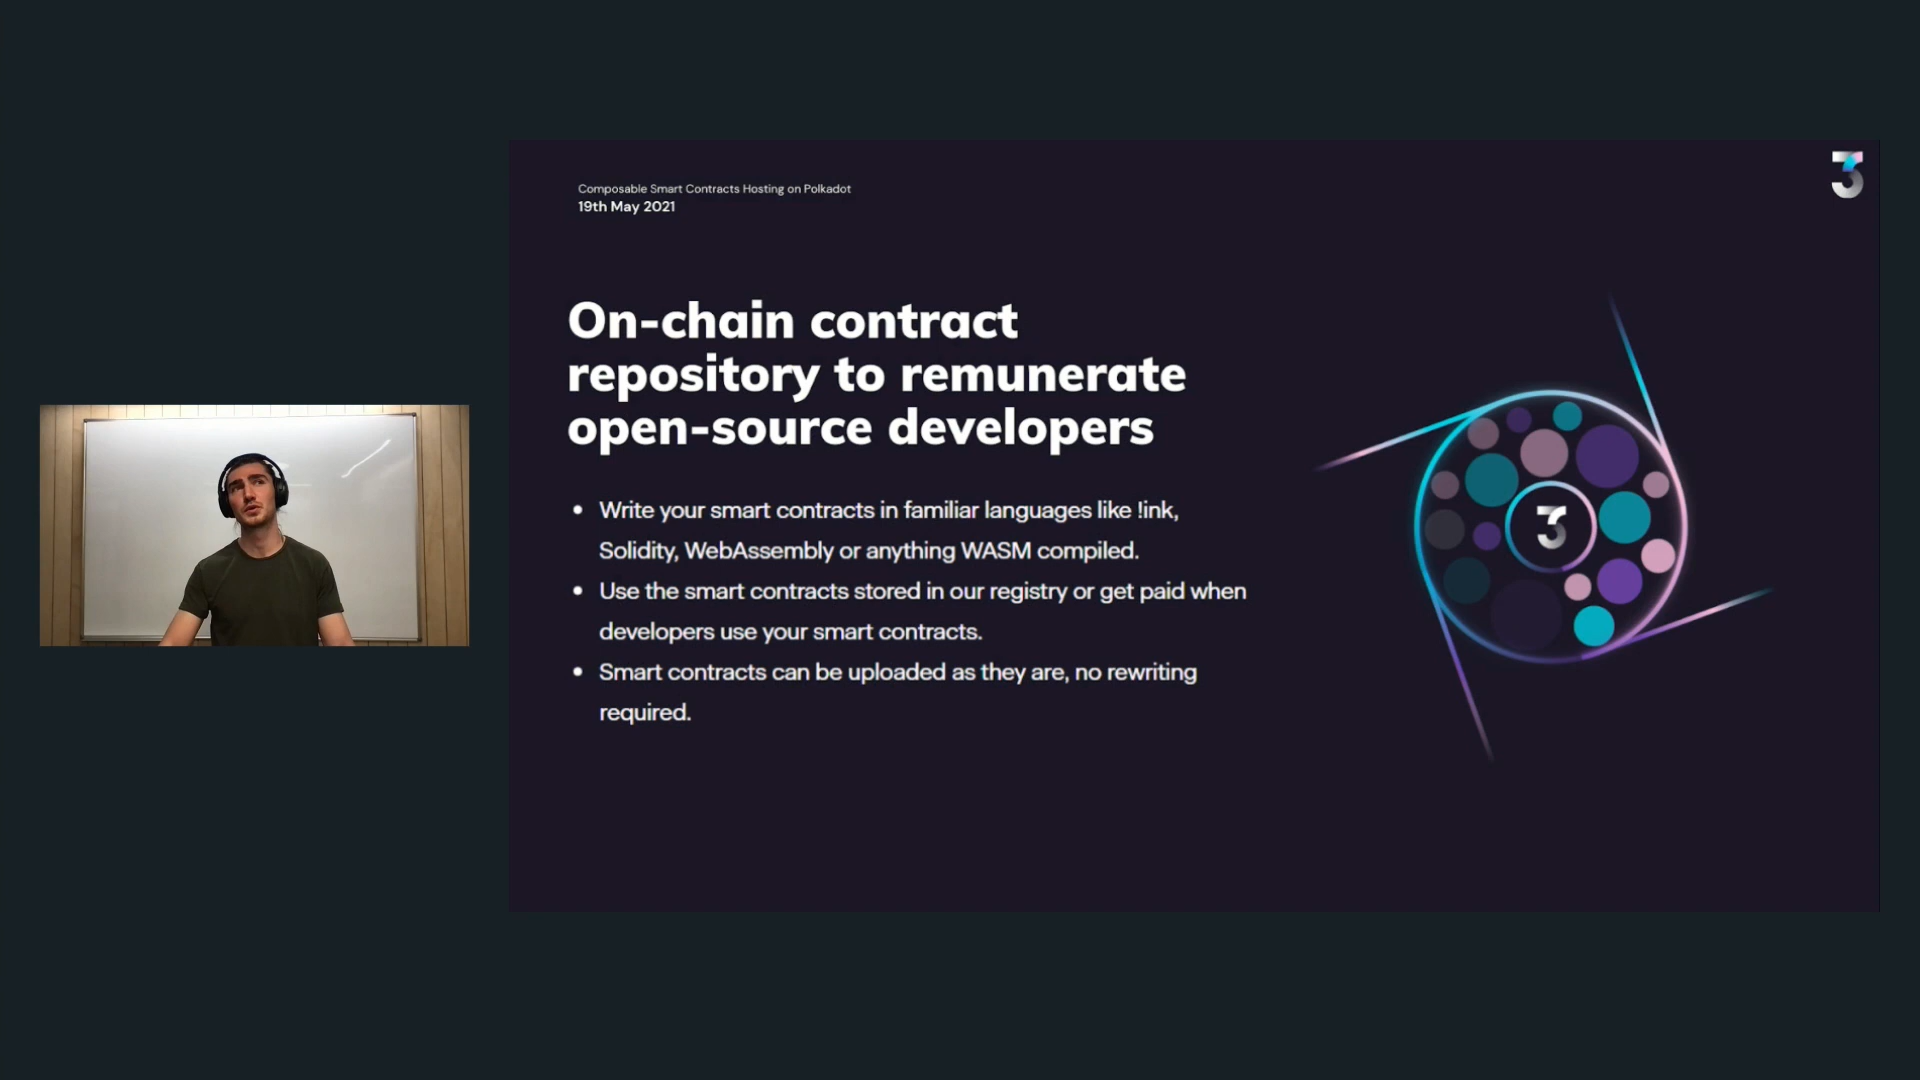 Composable Smart Contracts Hosting on Polkadot
19th May 2021
On-chain contract
repository to remunerate
open-source developers
Write your smart contracts in familiar languages like !ink,
Solidity, WebAssembly or anything WASM compiled.
Use the smart contracts stored in our registry or get paid when
developers use your smart contracts.
Smart contracts can be uploaded as they are, no rewriting
required.
3
3